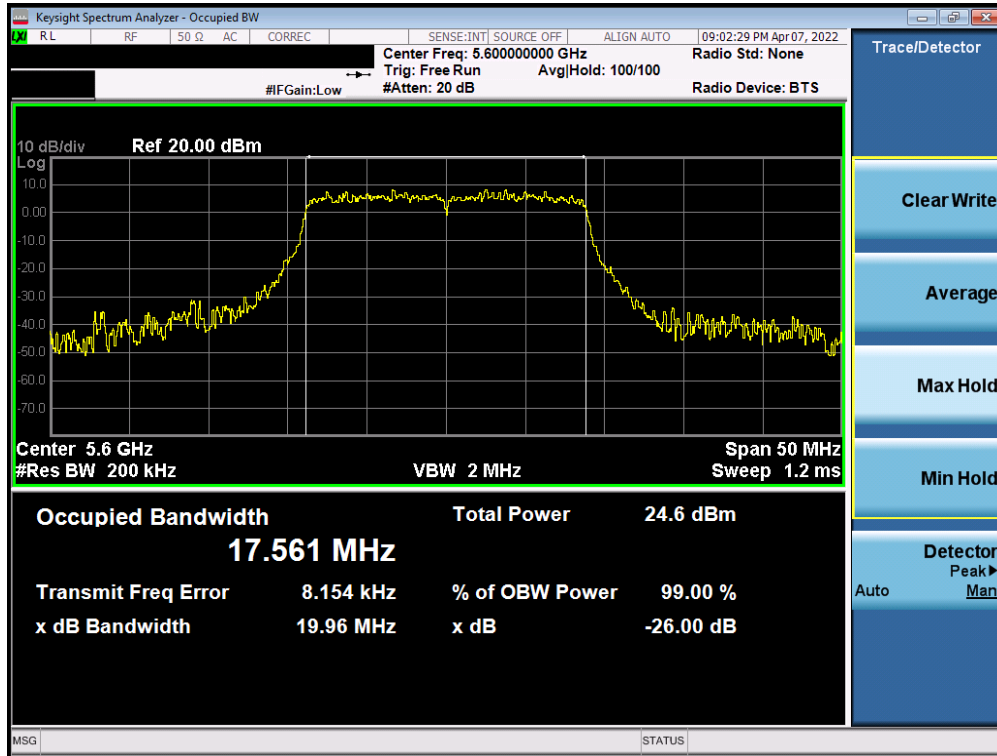 Keysight Spectrum Analyzer - Occupied BW
LXI RL RF 50 Ω AC CORREC SENSE:INT SOURCE OFF ALIGN AUTO 09:02:29 PM Apr 07, 2022
Center Freq: 5.600000000 GHz Radio Std: None
Trig: Free Run Avg|Hold: 100/100
#IFGain:Low #Atten: 20 dB Radio Device: BTS
Trace/Detector
10 dB/div Ref 20.00 dBm
Log
10.0
0.00
-10.0
-20.0
-30.0
-40.0
-50.0
-60.0
-70.0
Center 5.6 GHz Span 50 MHz
#Res BW 200 kHz VBW 2 MHz Sweep 1.2 ms
Occupied Bandwidth Total Power 24.6 dBm
17.561 MHz
Transmit Freq Error 8.154 kHz % of OBW Power 99.00 %
x dB Bandwidth 19.96 MHz x dB -26.00 dB
Clear Write
Average
Max Hold
Min Hold
Detector
Peak▶
Auto Man
MSG STATUS